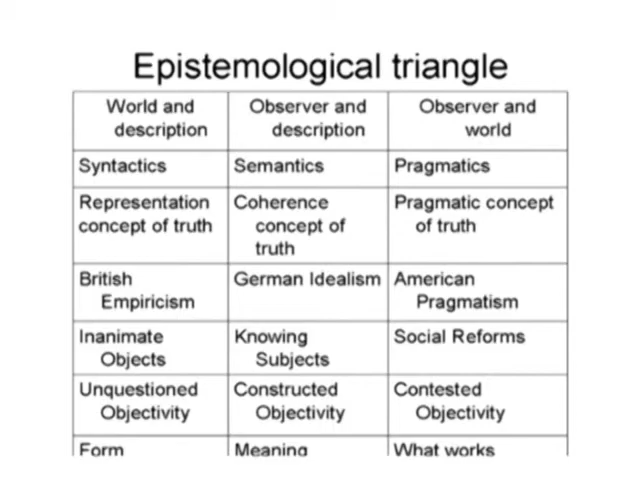 Epistemological triangle
World and Observer and Observer and
description description world
Syntactics Semantics Pragmatics
Representation Coherence Pragmatic concept
concept of truth concept of of truth
truth
British German Idealism American
Empiricism Pragmatism
Inanimate Knowing Social Reforms
Objects Subjects
Unquestioned Constructed Contested
Objectivity Objectivity Objectivity
Form Meaning What works